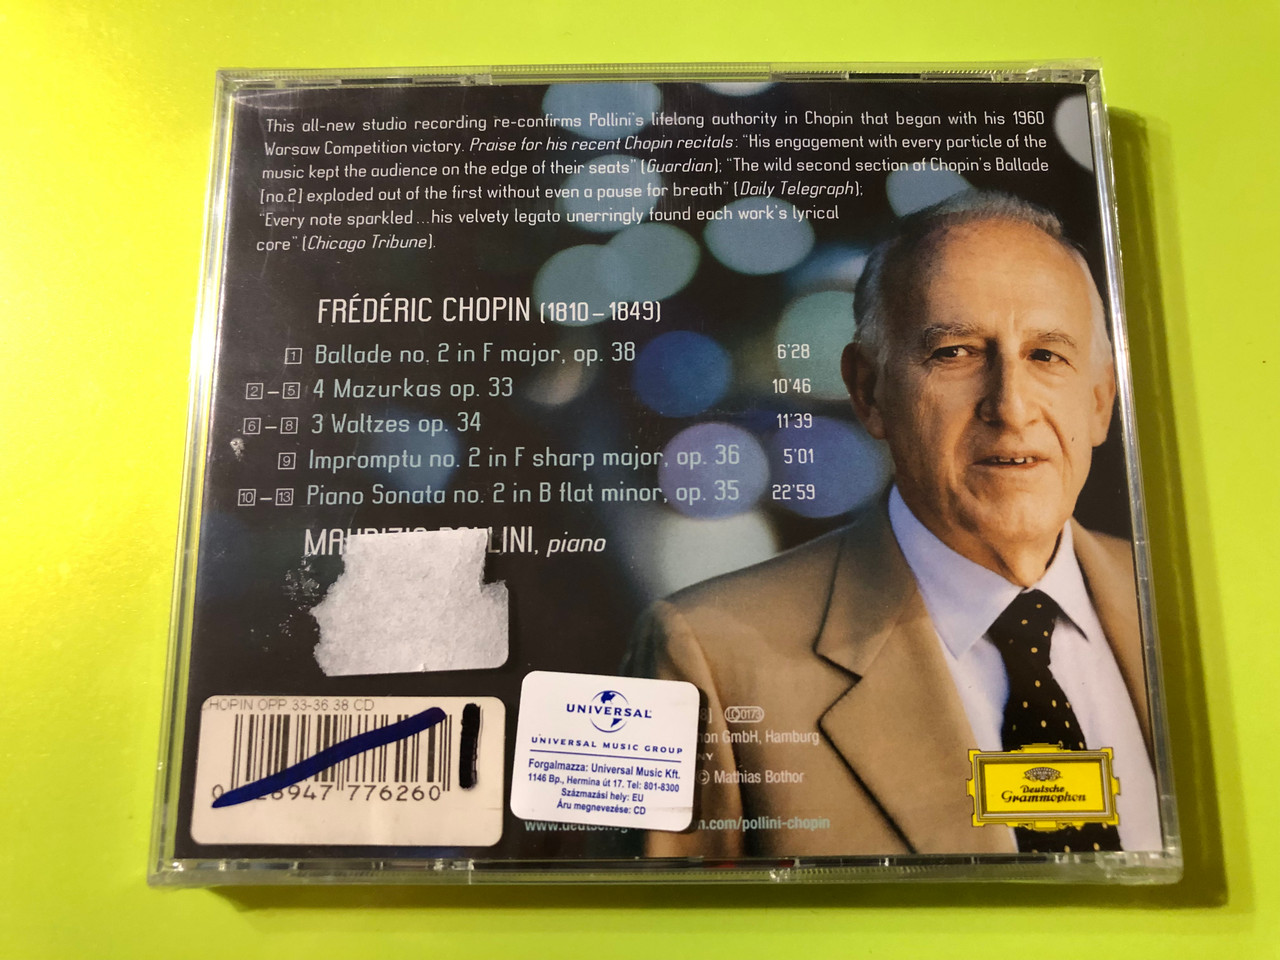 This all-new studio recording re-confirms Pollini's lifelong authority in Chopin that began with his 1960
Warsaw Competition victory. Praise for his recent Chopin recitals: "His engagement with every particle of the
music kept the audience on the edge of their seats" (Guardian); "The wild second section of Chopin's Ballade
[no.2] exploded out of the first without even a pause for breath" (Daily Telegraph);
"Every note sparkled ... his velvety legato unerringly found each work's lyrical
core" (Chicago Tribune).
FRÉDÉRIC CHOPIN (1810–1849)
1 Ballade no. 2 in F major, op. 38 6'28
2–5 4 Mazurkas op. 33 10'46
6–8 3 Waltzes op. 34 11'39
9 Impromptu no. 2 in F sharp major, op. 36 5'01
10–13 Piano Sonata no. 2 in B flat minor, op. 35 22'59
LINI, piano
CHOPIN OPP 33-36 38 CD
776260
UNIVERSAL
UNIVERSAL MUSIC GROUP
Forgalmazza: Universal Music Kft.
1146 Bp., Hermina út 17. Tel: 801-8300
Származási hely: EU
Áru megnevezése: CD
LC 0173
GmbH, Hamburg
© Mathias Bothor
.com/pollini-chopin
Deutsche
Grammophon